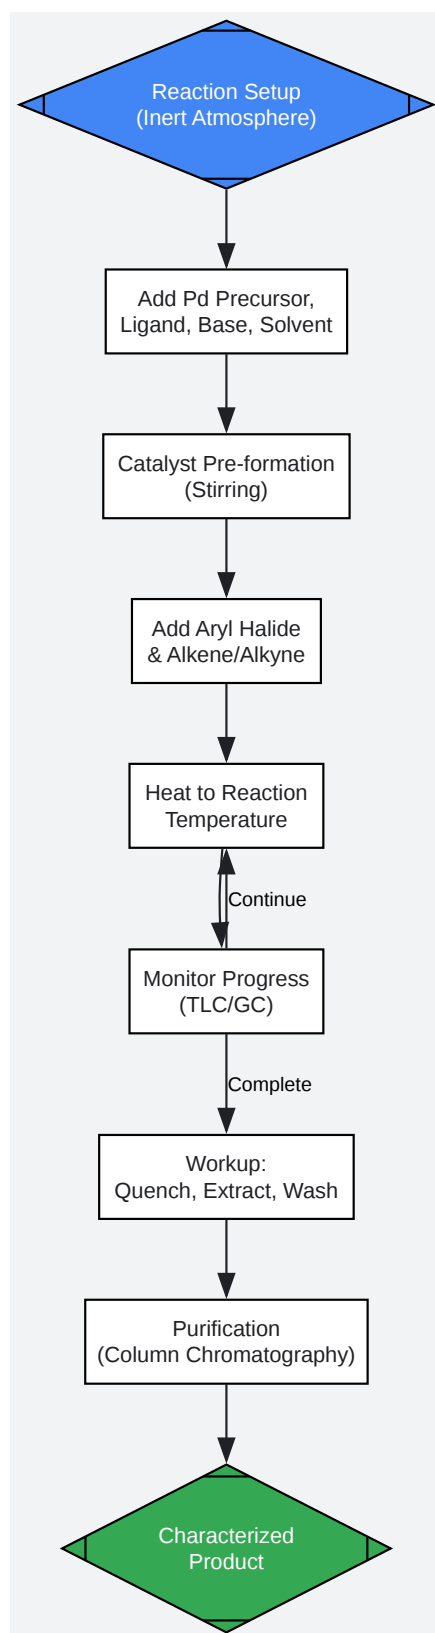 Reaction Setup
(Inert Atmosphere)
Add Pd Precursor,
Ligand, Base, Solvent
Catalyst Pre-formation
(Stirring)
Add Aryl Halide
& Alkene/Alkyne
Heat to Reaction
Temperature
Continue
Monitor Progress
(TLC/GC)
Complete
Workup:
Quench, Extract, Wash
Purification
(Column Chromatography)
Characterized
Product